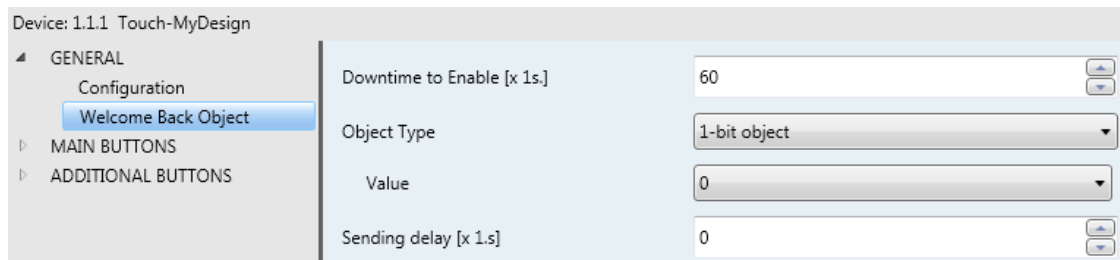 Device: 1.1.1 Touch-MyDesign
GENERAL
Configuration
Welcome Back Object
MAIN BUTTONS
ADDITIONAL BUTTONS
Downtime to Enable [x 1s.] 60
Object Type 1-bit object
Value 0
Sending delay [x 1.s] 0